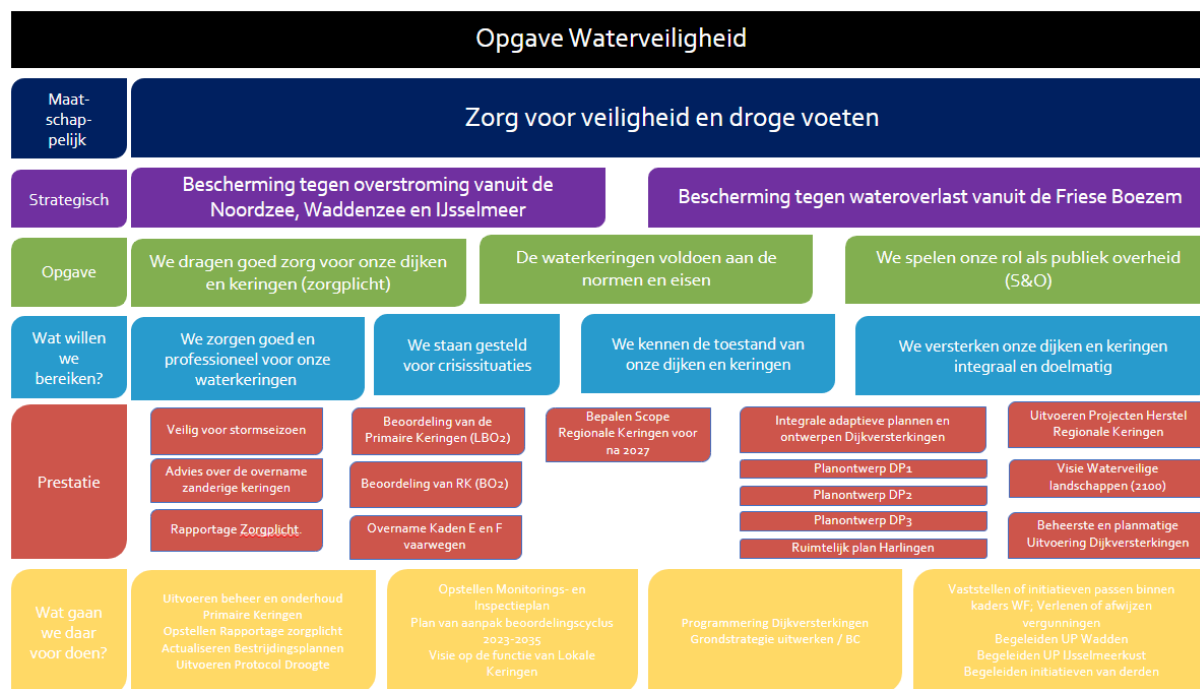 Opgave Waterveiligheid
Maat-
schap-
pelijk
Zorg voor veiligheid en droge voeten
Strategisch
Bescherming tegen overstroming vanuit de
Noordzee, Waddenzee en IJsselmeer
Bescherming tegen wateroverlast vanuit de Friese Boezem
Opgave
We dragen goed zorg voor onze dijken
en keringen (zorgplicht)
De waterkeringen voldoen aan de
normen en eisen
We spelen onze rol als publiek overheid
(S&O)
Wat willen
we
bereiken?
We zorgen goed en
professioneel voor onze
waterkeringen
We staan gesteld
voor crisissituaties
We kennen de toestand van
onze dijken en keringen
We versterken onze dijken en keringen
integraal en doelmatig
Prestatie
Veilig voor stormseizoen
Advies over de overname
zanderige keringen
Rapportage Zorgplicht
Beoordeling van de
Primaire Keringen (LBO2)
Beoordeling van RK (BO2)
Overname Kaden E en F
vaarwegen
Bepalen Scope
Regionale Keringen voor
na 2027
Integrale adaptieve plannen en
ontwerpen Dijkversterkingen
Planontwerp DP1
Planontwerp DP2
Planontwerp DP3
Ruimtelijk plan Harlingen
Uitvoeren Projecten Herstel
Regionale Keringen
Visie Waterveilige
landschappen (2100)
Beheerste en planmatige
Uitvoering Dijkversterkingen
Wat gaan
we daar
voor doen?
Uitvoeren beheer en onderhoud
Primaire Keringen
Opstellen Rapportage zorgplicht
Actualiseren Bestrijdingsplannen
Uitvoeren Protocol Droogte
Opstellen Monitorings- en
Inspectieplan
Plan van aanpak beoordelingscyclus
2023-2035
Visie op de functie van Lokale
Keringen
Programmering Dijkversterkingen
Grondstrategie uitwerken / BC
Vaststellen of initiatieven passen binnen
kaders WF; Verlenen of afwijzen
vergunningen
Begeleiden UP Wadden
Begeleiden UP IJsselmeerkust
Begeleiden initiatieven van derden